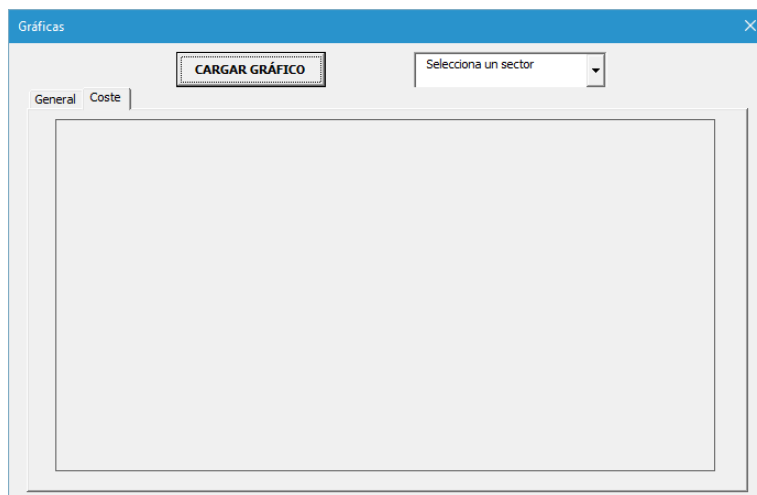 Gráficas
CARGAR GRÁFICO
Selecciona un sector
General
Coste